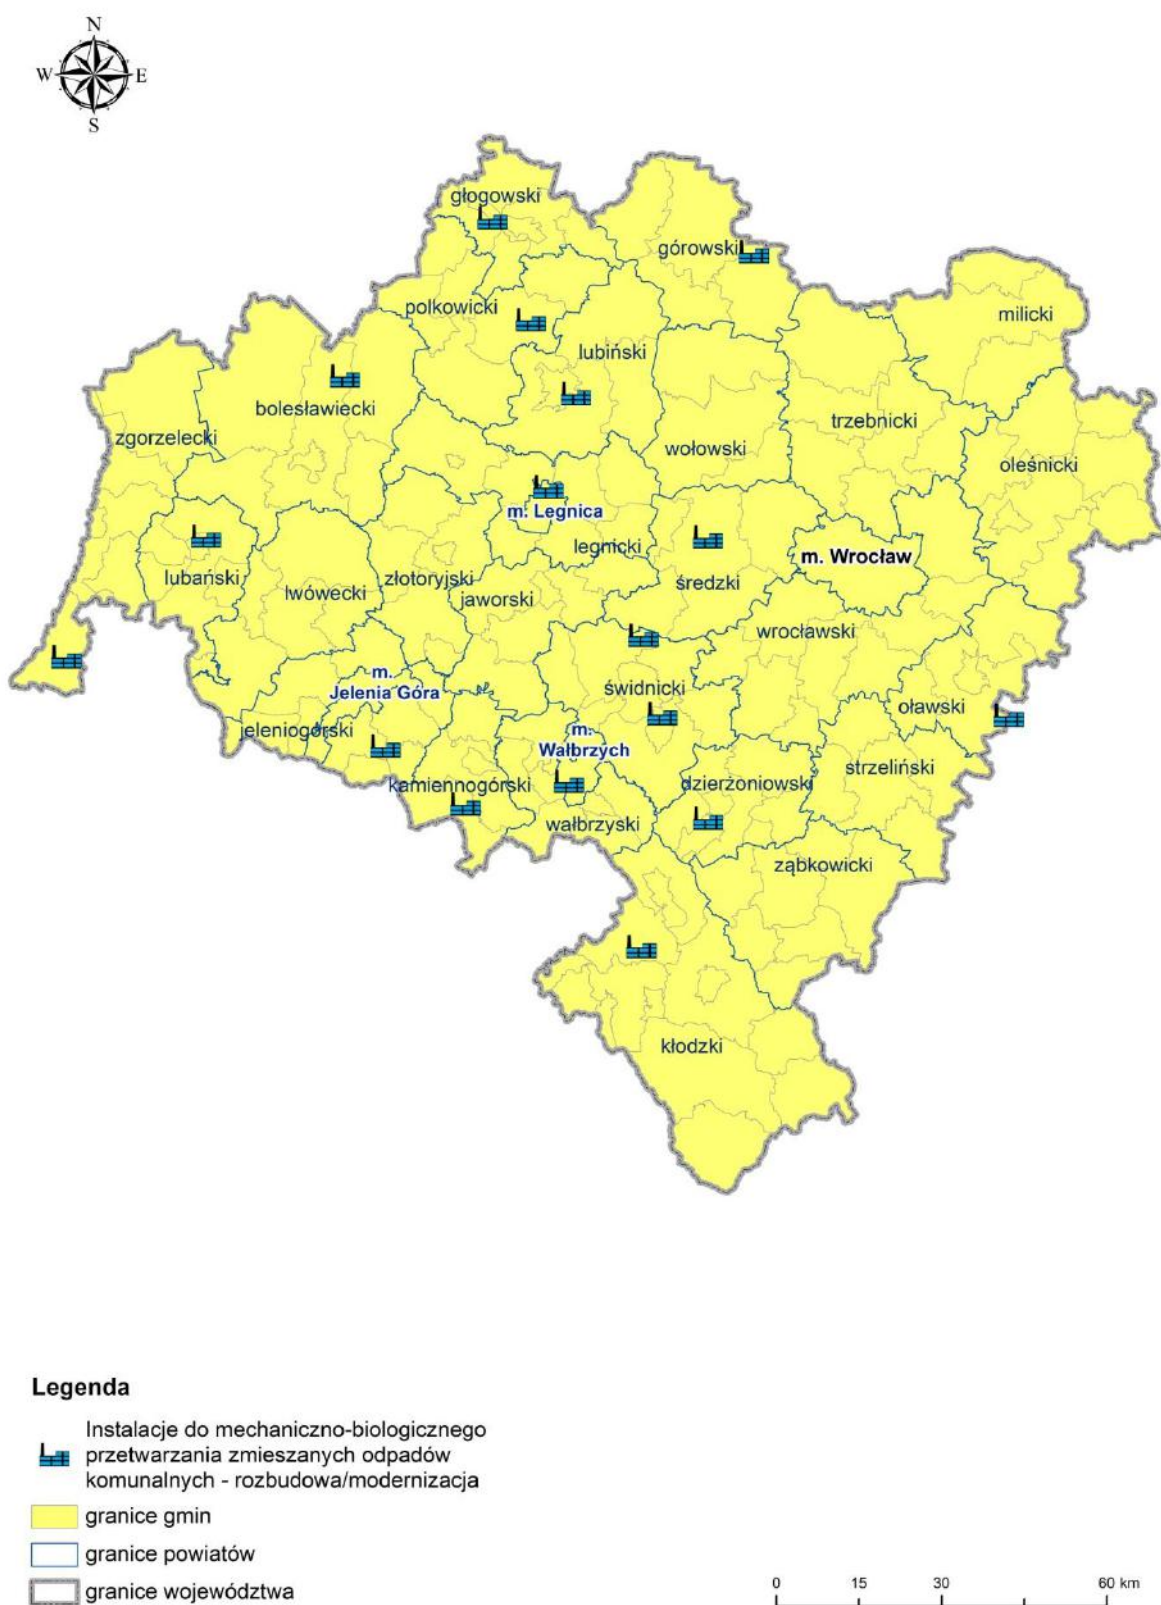 N
W E
S
głogowski
górowski
milicki
polkowicki
lubiński
bolesławiecki
trzebnicki
zgorzelecki
wołowski
oleśnicki
m. Legnica
legnicki
m. Wrocław
lubański
lwówecki
złotoryjski
jaworski
średzki
wrocławski
m.
Jelenia Góra
świdnicki
oławski
jeleniogórski
m.
Wałbrzych
strzeliński
kamiennogórski
dzierżoniowski
wałbrzyski
ząbkowicki
kłodzki
Legenda
Instalacje do mechaniczno-biologicznego
przetwarzania zmieszanych odpadów
komunalnych - rozbudowa/modernizacja
granice gmin
granice powiatów
granice województwa
0 15 30 60 km